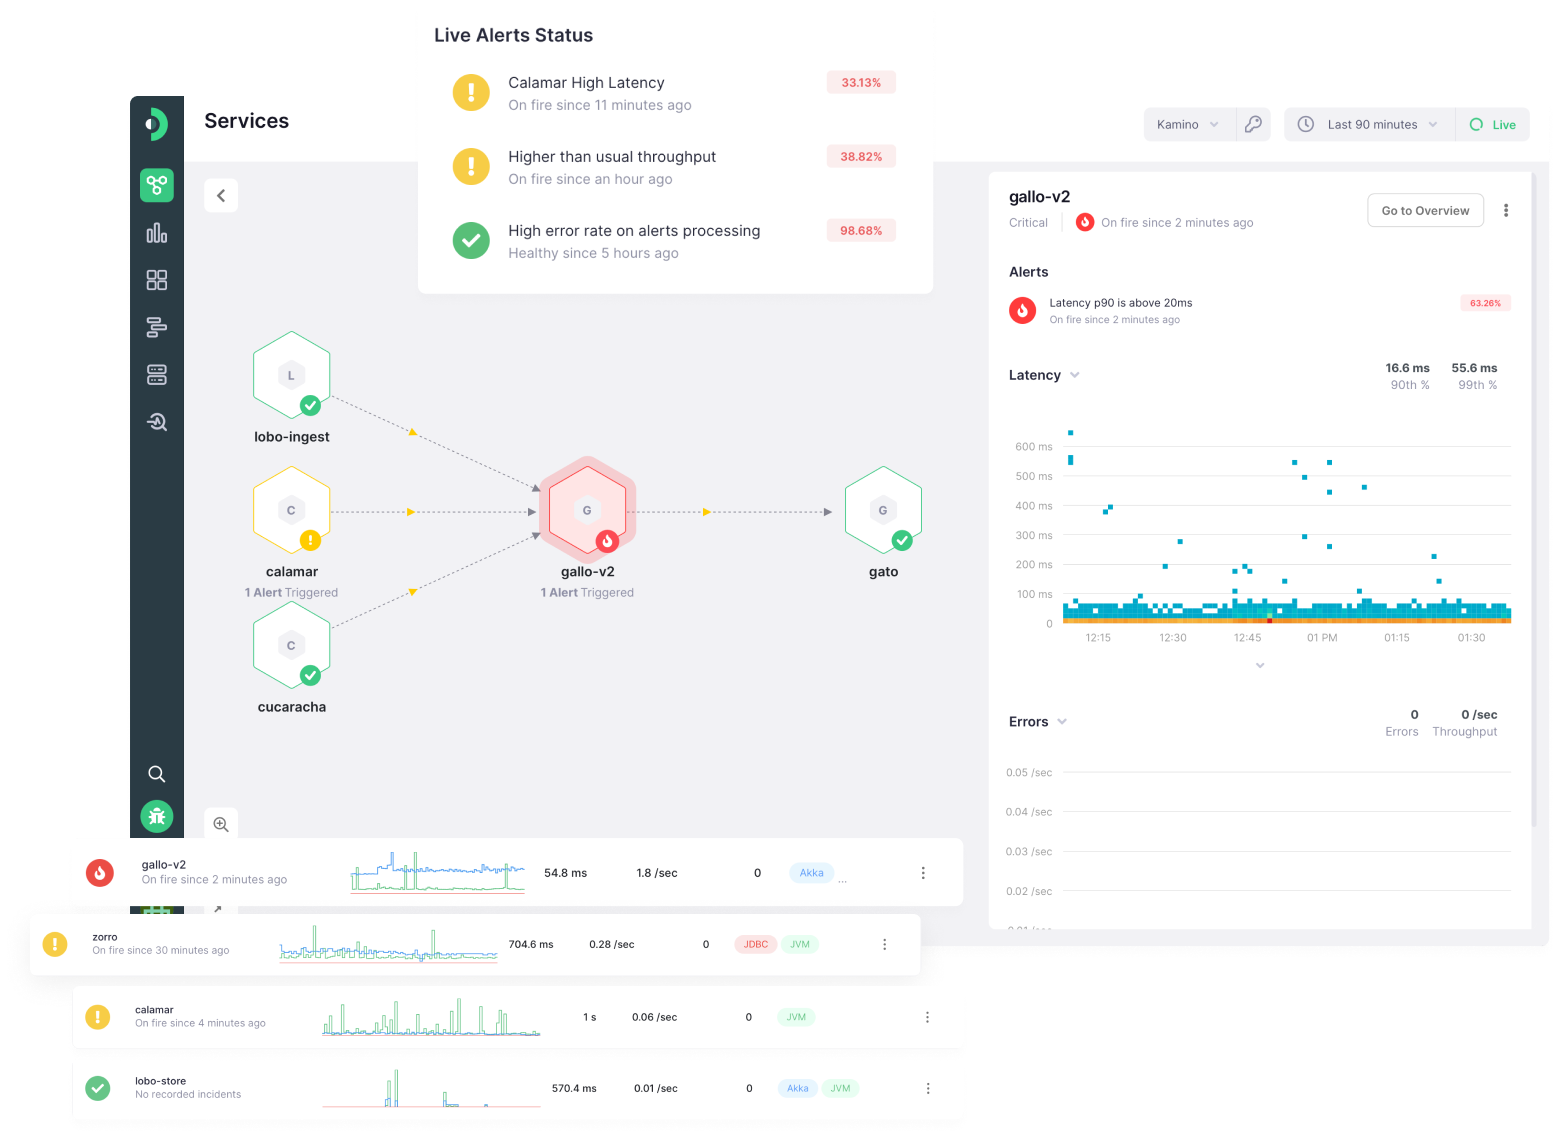 Live Alerts Status
Calamar High Latency
33.13%
On fire since 11 minutes ago
Higher than usual throughput
38.82%
On fire since an hour ago
High error rate on alerts processing
98.68%
Healthy since 5 hours ago
Services
Kamino
Last 90 minutes
Live
L
lobo-ingest
C
calamar
1 Alert Triggered
C
cucaracha
G
gallo-v2
1 Alert Triggered
G
gato
gallo-v2
Critical
On fire since 2 minutes ago
Go to Overview
Alerts
Latency p90 is above 20ms
63.26%
On fire since 2 minutes ago
Latency
16.6 ms 55.6 ms
90th % 99th %
600 ms
500 ms
400 ms
300 ms
200 ms
100 ms
0
12:15 12:30 12:45 01 PM 01:15 01:30
Errors
0 0 /sec
Errors Throughput
0.05 /sec
0.04 /sec
0.03 /sec
0.02 /sec
0.01 /sec
gallo-v2
On fire since 2 minutes ago
54.8 ms 1.8 /sec 0 Akka ...
zorro
On fire since 30 minutes ago
704.6 ms 0.28 /sec 0 JDBC JVM
calamar
On fire since 4 minutes ago
1 s 0.06 /sec 0 JVM
lobo-store
No recorded incidents
570.4 ms 0.01 /sec 0 Akka JVM